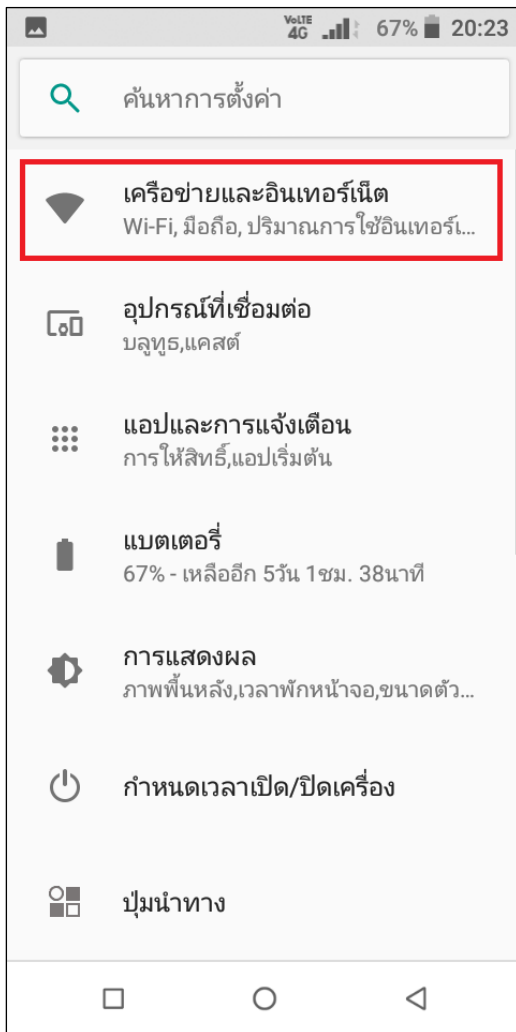 VoLTE
4G 67% 20:23
ค้นหาการตั้งค่า
เครือข่ายและอินเทอร์เน็ต
Wi-Fi, มือถือ, ปริมาณการใช้อินเทอร์เ...
อุปกรณ์ที่เชื่อมต่อ
บลูทูธ,แคสต์
แอปและการแจ้งเตือน
การให้สิทธิ์,แอปเริ่มต้น
แบตเตอรี่
67% - เหลืออีก 5วัน 1ชม. 38นาที
การแสดงผล
ภาพพื้นหลัง,เวลาพักหน้าจอ,ขนาดตัว...
กำหนดเวลาเปิด/ปิดเครื่อง
ปุ่มนำทาง